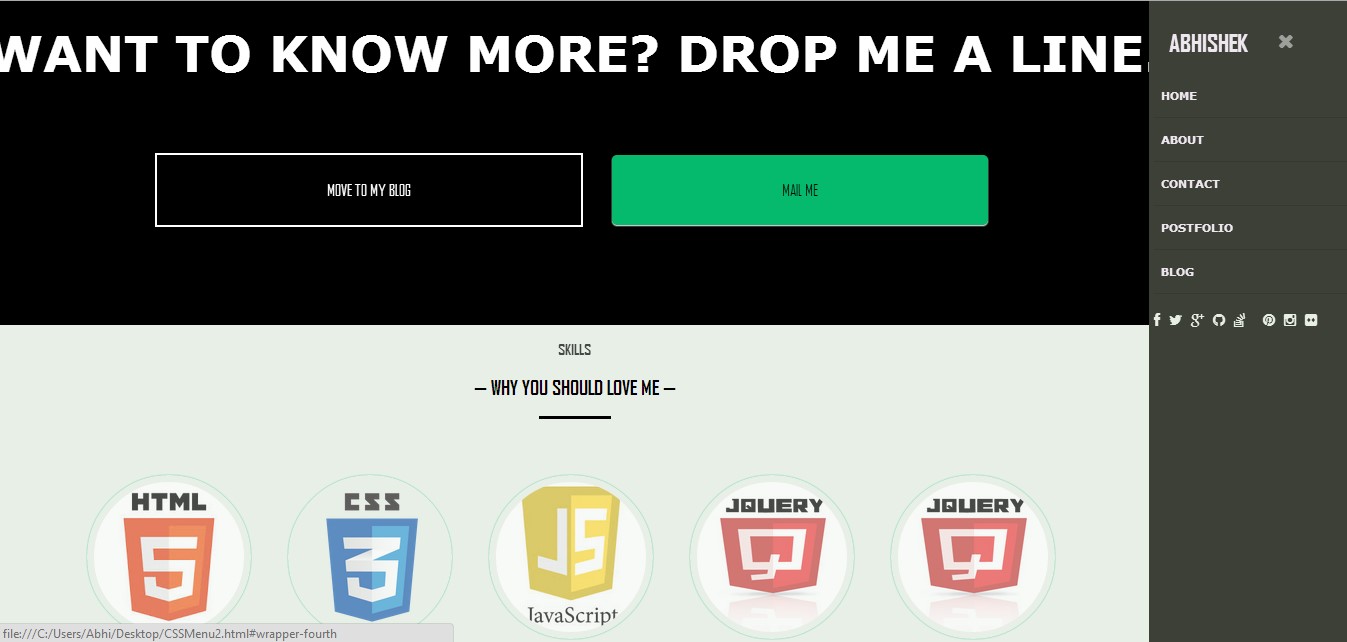 WANT TO KNOW MORE? DROP ME A LINE.
MOVE TO MY BLOG
MAIL ME
SKILLS
— WHY YOU SHOULD LOVE ME —
HTML
5
CSS
3
JS
JavaScript
JQUERY
JQUERY
file:///C:/Users/Abhi/Desktop/CSSMenu2.html#wrapper-fourth
ABHISHEK
HOME
ABOUT
CONTACT
POSTFOLIO
BLOG